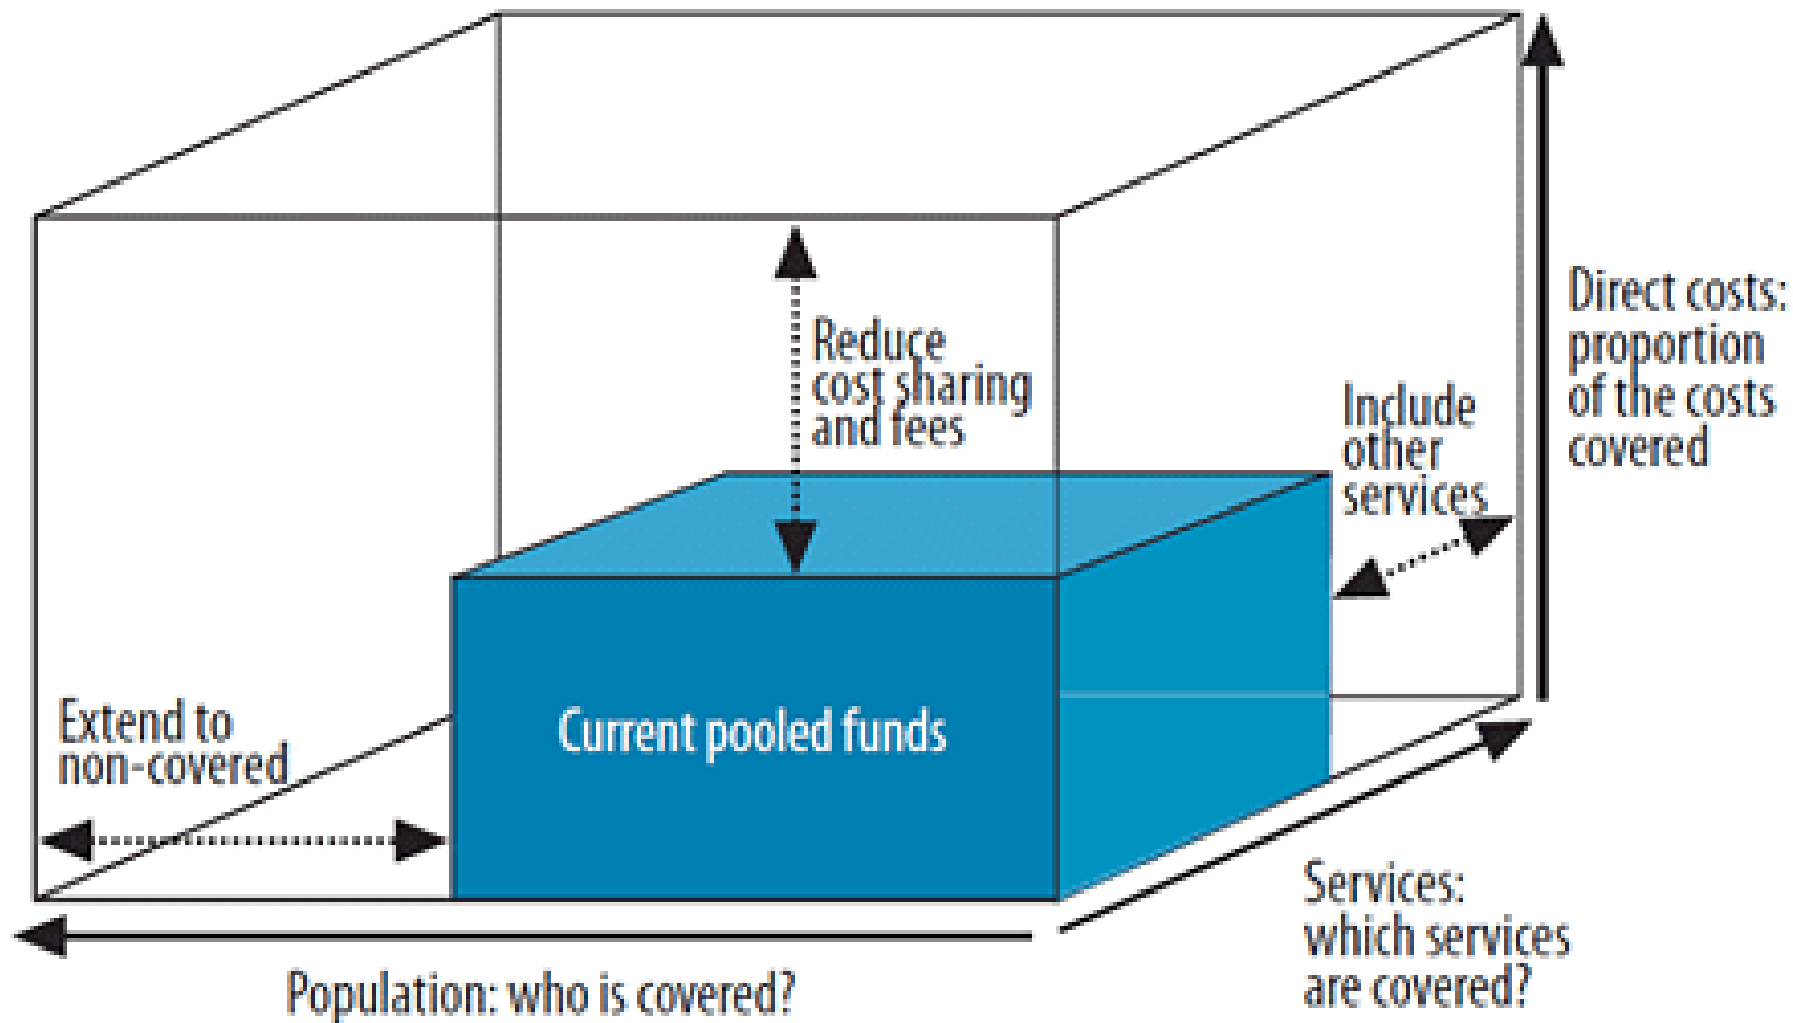 Direct costs:
proportion
of the costs
covered
Reduce
cost sharing
and fees
Include
other
services
Extend to
non-covered
Current pooled funds
Services:
which services
are covered?
Population: who is covered?